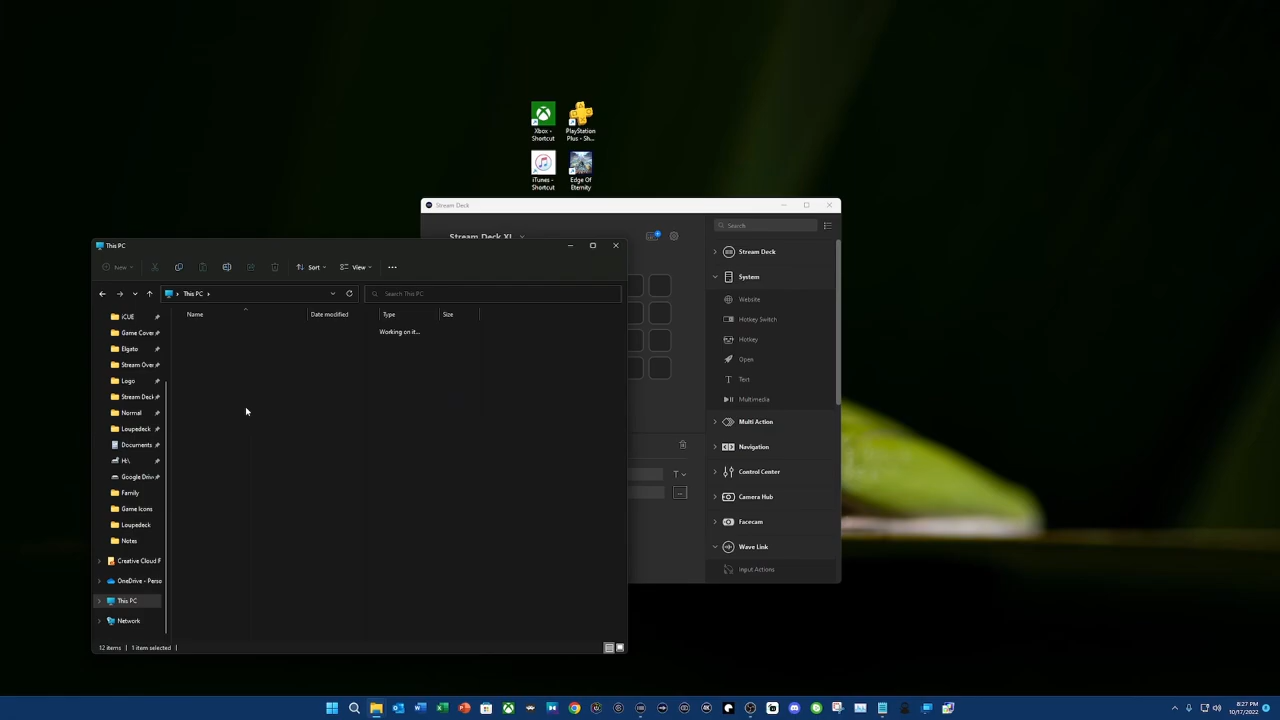 Xbox -
Shortcut
PlayStation
Plus - Sh...
iTunes -
Shortcut
Edge Of
Eternity
Stream Deck
Stream Deck XL
Search
Stream Deck
System
Website
Hotkey Switch
Hotkey
Open
Text
Multimedia
Multi Action
Navigation
Control Center
Camera Hub
Facecam
Wave Link
Input Actions
T
...
This PC
New
Sort
View
This PC
Search This PC
Name
Date modified
Type
Size
Working on it...
iCUE
Game Cover
Elgato
Stream Over
Logo
Stream Deck
Normal
Loupedeck
Documents
H:\
Google Driv
Family
Game Icons
Loupedeck
Notes
Creative Cloud F
OneDrive - Perso
This PC
Network
12 items
1 item selected
8:27 PM
10/17/2022